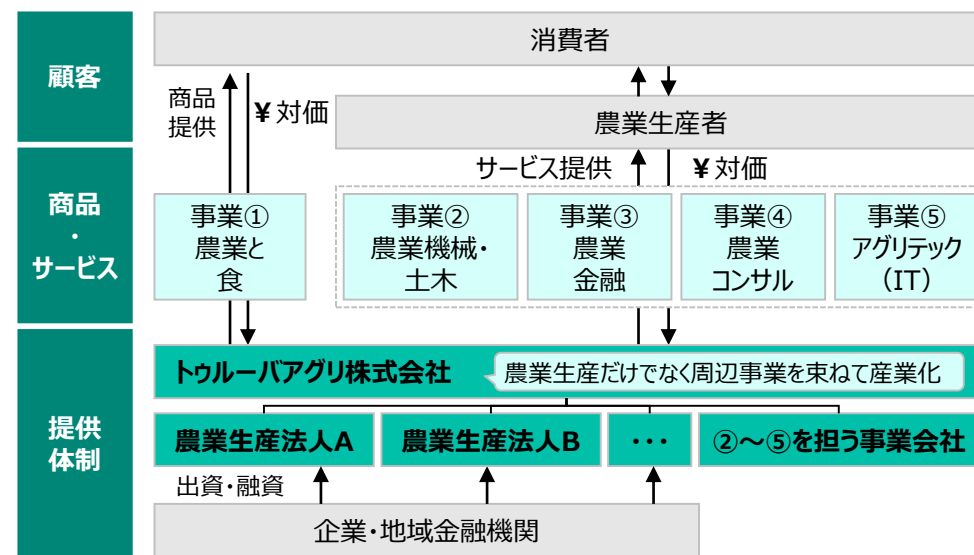 顧客
消費者
商品
提供
¥対価
農業生産者
サービス提供
¥対価
商品
・
サービス
事業①
農業と
食
事業②
農業機械・
土木
事業③
農業
金融
事業④
農業
コンサル
事業⑤
アグリテック
（IT）
提供
体制
トゥルーバアグリ株式会社
農業生産だけでなく周辺事業を束ねて産業化
農業生産法人A
農業生産法人B
・・・
②～⑤を担う事業会社
出資・融資
企業・地域金融機関